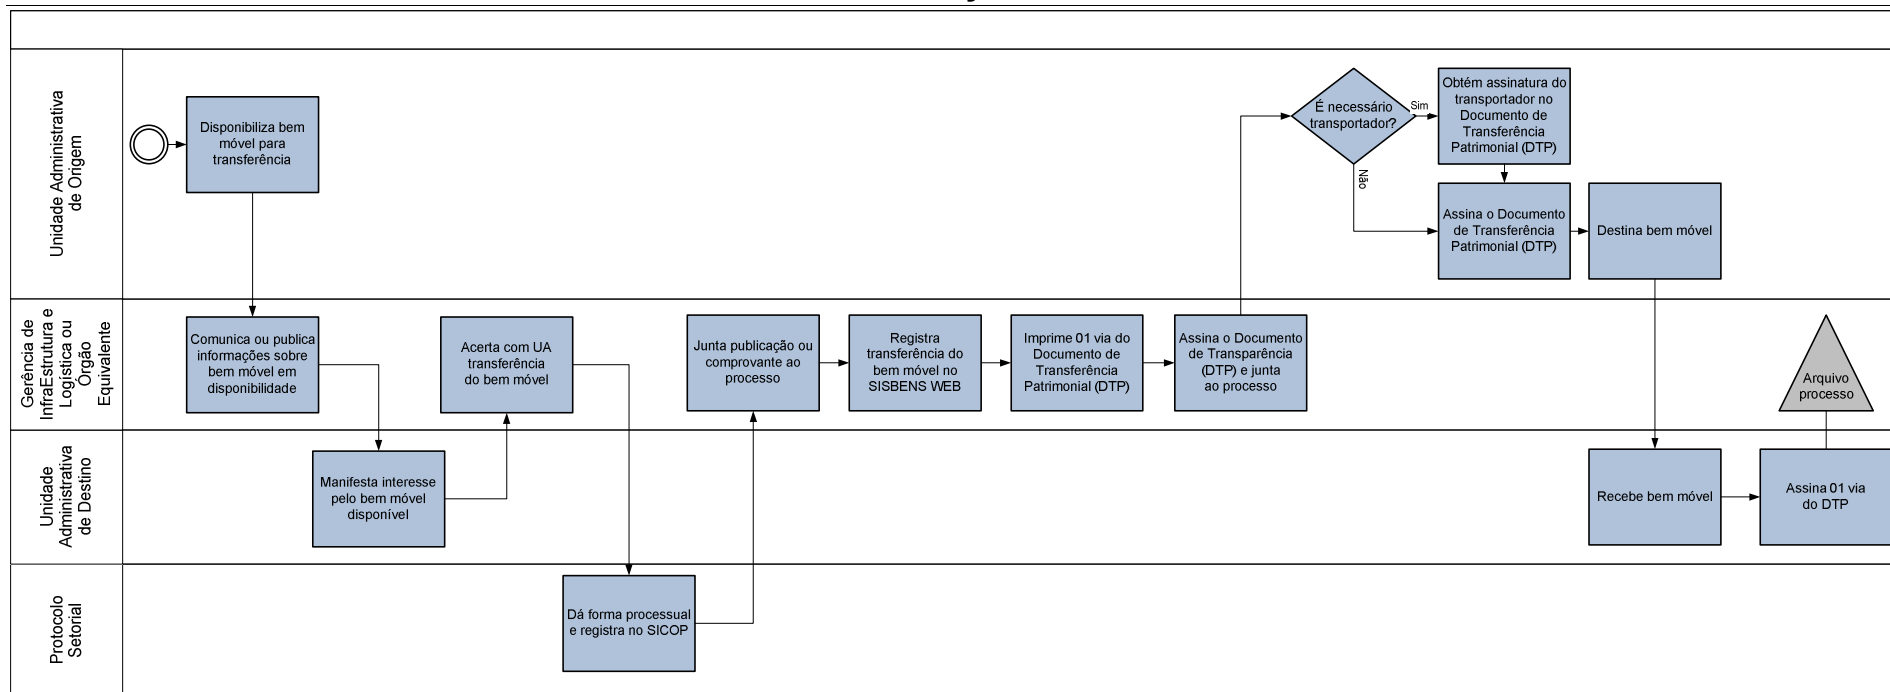 Unidade Administrativa
de Origem
Disponibiliza bem
móvel para
transferência
É necessário
transportador?
Sim
Não
Obtém assinatura do
transportador no
Documento de
Transferência
Patrimonial (DTP)
Assina o Documento
de Transferência
Patrimonial (DTP)
Destina bem móvel
Gerência de
InfraEstrutura e
Logística ou
Órgão
Equivalente
Comunica ou publica
informações sobre
bem móvel em
disponibilidade
Acerta com UA
transferência
do bem móvel
Junta publicação ou
comprovante ao
processo
Registra
transferência do
bem móvel no
SISBENS WEB
Imprime 01 via do
Documento de
Transferência
Patrimonial (DTP)
Assina o Documento
de Transparência
(DTP) e junta
ao processo
Arquivo
processo
Unidade
Administrativa
de Destino
Manifesta interesse
pelo bem móvel
disponível
Recebe bem móvel
Assina 01 via
do DTP
Protocolo
Setorial
Dá forma processual
e registra no SICOP